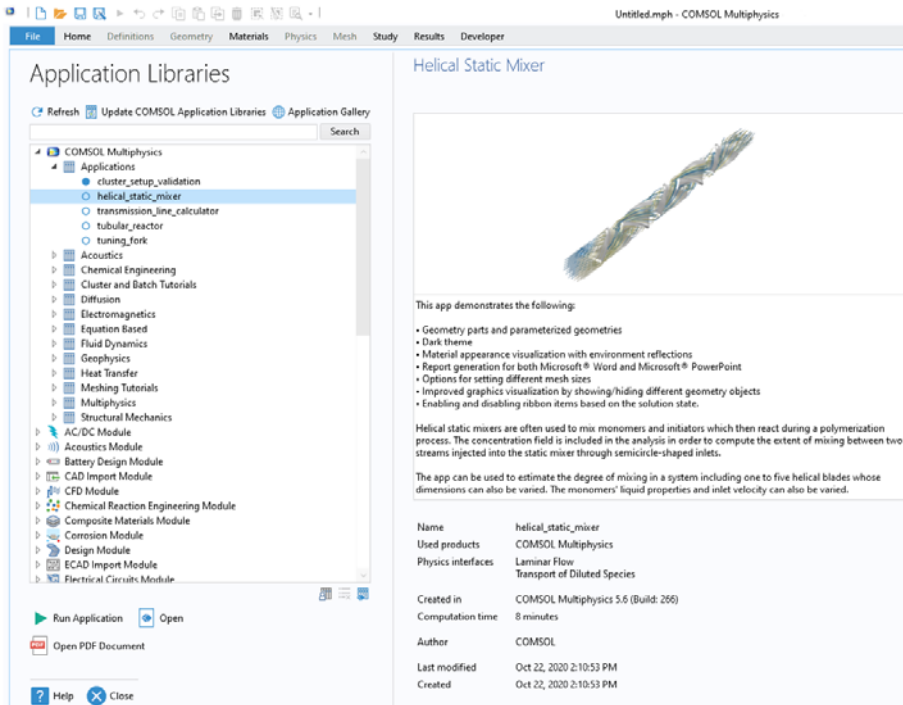 Untitled.mph - COMSOL Multiphysics
File Home Definitions Geometry Materials Physics Mesh Study Results Developer
Application Libraries
Refresh Update COMSOL Application Libraries Application Gallery
Search
COMSOL Multiphysics
Applications
cluster_setup_validation
helical_static_mixer
transmission_line_calculator
tubular_reactor
tuning_fork
Acoustics
Chemical Engineering
Cluster and Batch Tutorials
Diffusion
Electromagnetics
Equation Based
Fluid Dynamics
Geophysics
Heat Transfer
Meshing Tutorials
Multiphysics
Structural Mechanics
AC/DC Module
Acoustics Module
Battery Design Module
CAD Import Module
CFD Module
Chemical Reaction Engineering Module
Composite Materials Module
Corrosion Module
Design Module
ECAD Import Module
Electrical Circuits Module
Run Application Open
PDF Open PDF Document
? Help Close
Helical Static Mixer
This app demonstrates the following:
• Geometry parts and parameterized geometries
• Dark theme
• Material appearance visualization with environment reflections
• Report generation for both Microsoft® Word and Microsoft® PowerPoint
• Options for setting different mesh sizes
• Improved graphics visualization by showing/hiding different geometry objects
• Enabling and disabling ribbon items based on the solution state.
Helical static mixers are often used to mix monomers and initiators which then react during a polymerization
process. The concentration field is included in the analysis in order to compute the extent of mixing between two
streams injected into the static mixer through semicircle-shaped inlets.
The app can be used to estimate the degree of mixing in a system including one to five helical blades whose
dimensions can also be varied. The monomers' liquid properties and inlet velocity can also be varied.
Name helical_static_mixer
Used products COMSOL Multiphysics
Physics interfaces Laminar Flow
Transport of Diluted Species
Created in COMSOL Multiphysics 5.6 (Build: 266)
Computation time 8 minutes
Author COMSOL
Last modified Oct 22, 2020 2:10:53 PM
Created Oct 22, 2020 2:10:53 PM